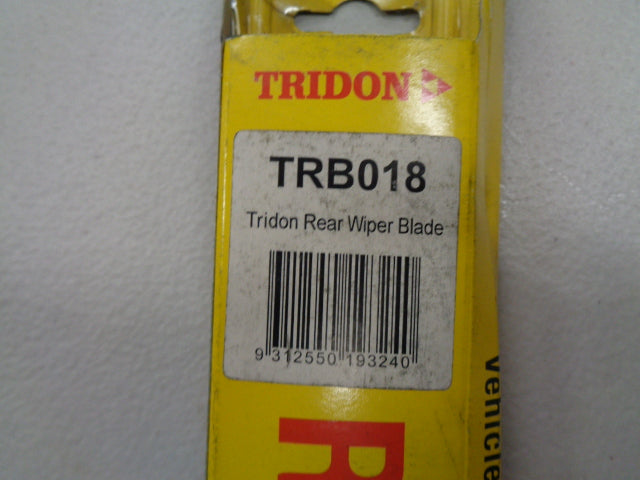 TRIDON
TRB018
Tridon Rear Wiper Blade
9 312550 193240
R
vehicle